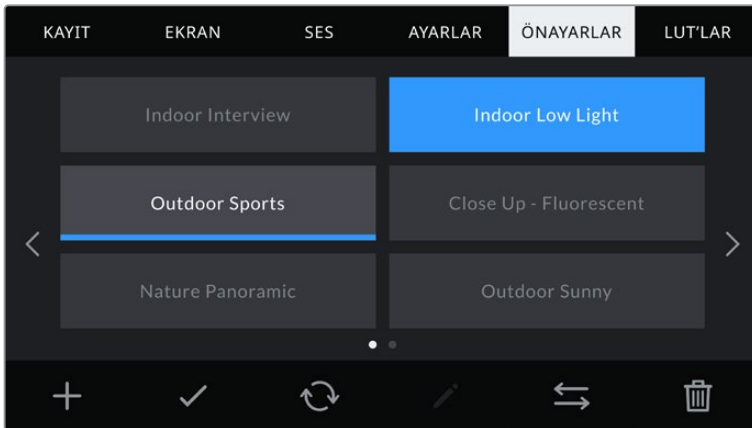 KAYIT EKRAN SES AYARLAR ÖNAYARLAR LUT'LAR
Indoor Interview Indoor Low Light
Outdoor Sports Close Up - Fluorescent
Nature Panoramic Outdoor Sunny